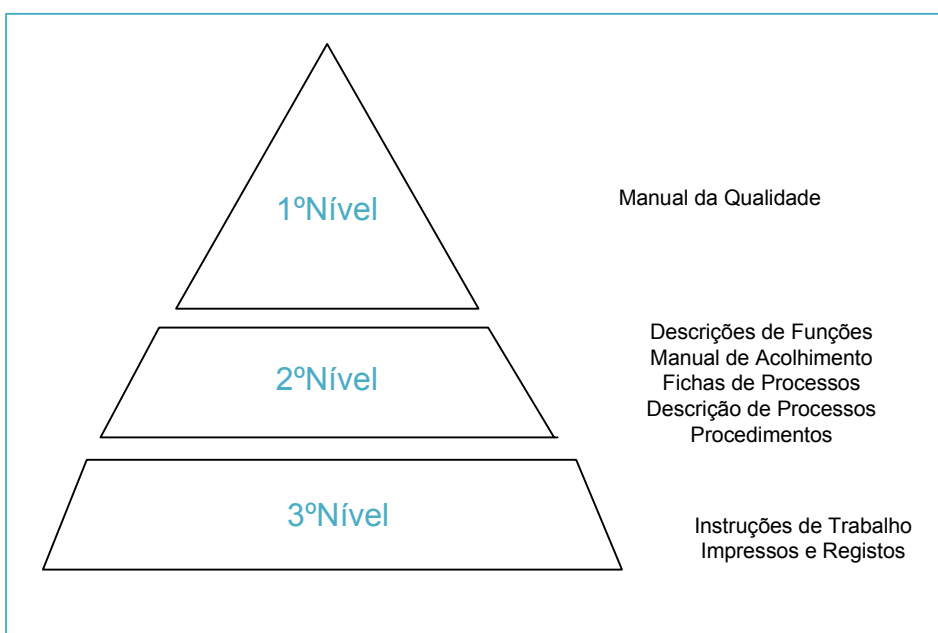 1ºNível
Manual da Qualidade
2ºNível
Descrições de Funções
Manual de Acolhimento
Fichas de Processos
Descrição de Processos
Procedimentos
3ºNível
Instruções de Trabalho
Impressos e Registos